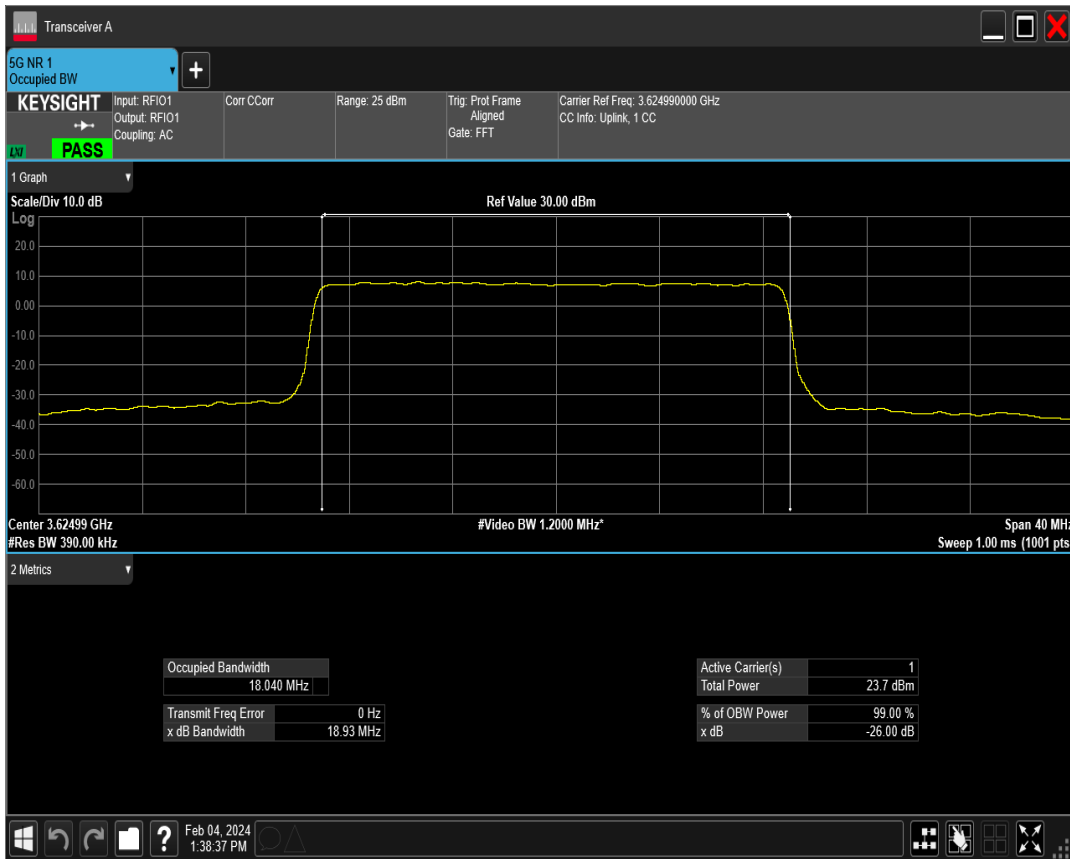 Transceiver A
5G NR 1
Occupied BW
+
KEYSIGHT
LXI
PASS
Input: RFIO1
Output: RFIO1
Coupling: AC
Corr CCorr
Range: 25 dBm
Trig: Prot Frame
Aligned
Gate: FFT
Carrier Ref Freq: 3.624990000 GHz
CC Info: Uplink, 1 CC
1 Graph
Scale/Div 10.0 dB
Ref Value 30.00 dBm
Log
20.0
10.0
0.00
-10.0
-20.0
-30.0
-40.0
-50.0
-60.0
Center 3.62499 GHz
#Video BW 1.2000 MHz*
Span 40 MHz
#Res BW 390.00 kHz
Sweep 1.00 ms (1001 pts
2 Metrics
Occupied Bandwidth
18.040 MHz
Transmit Freq Error 0 Hz
x dB Bandwidth 18.93 MHz
Active Carrier(s) 1
Total Power 23.7 dBm
% of OBW Power 99.00 %
x dB -26.00 dB
?
Feb 04, 2024
1:38:37 PM